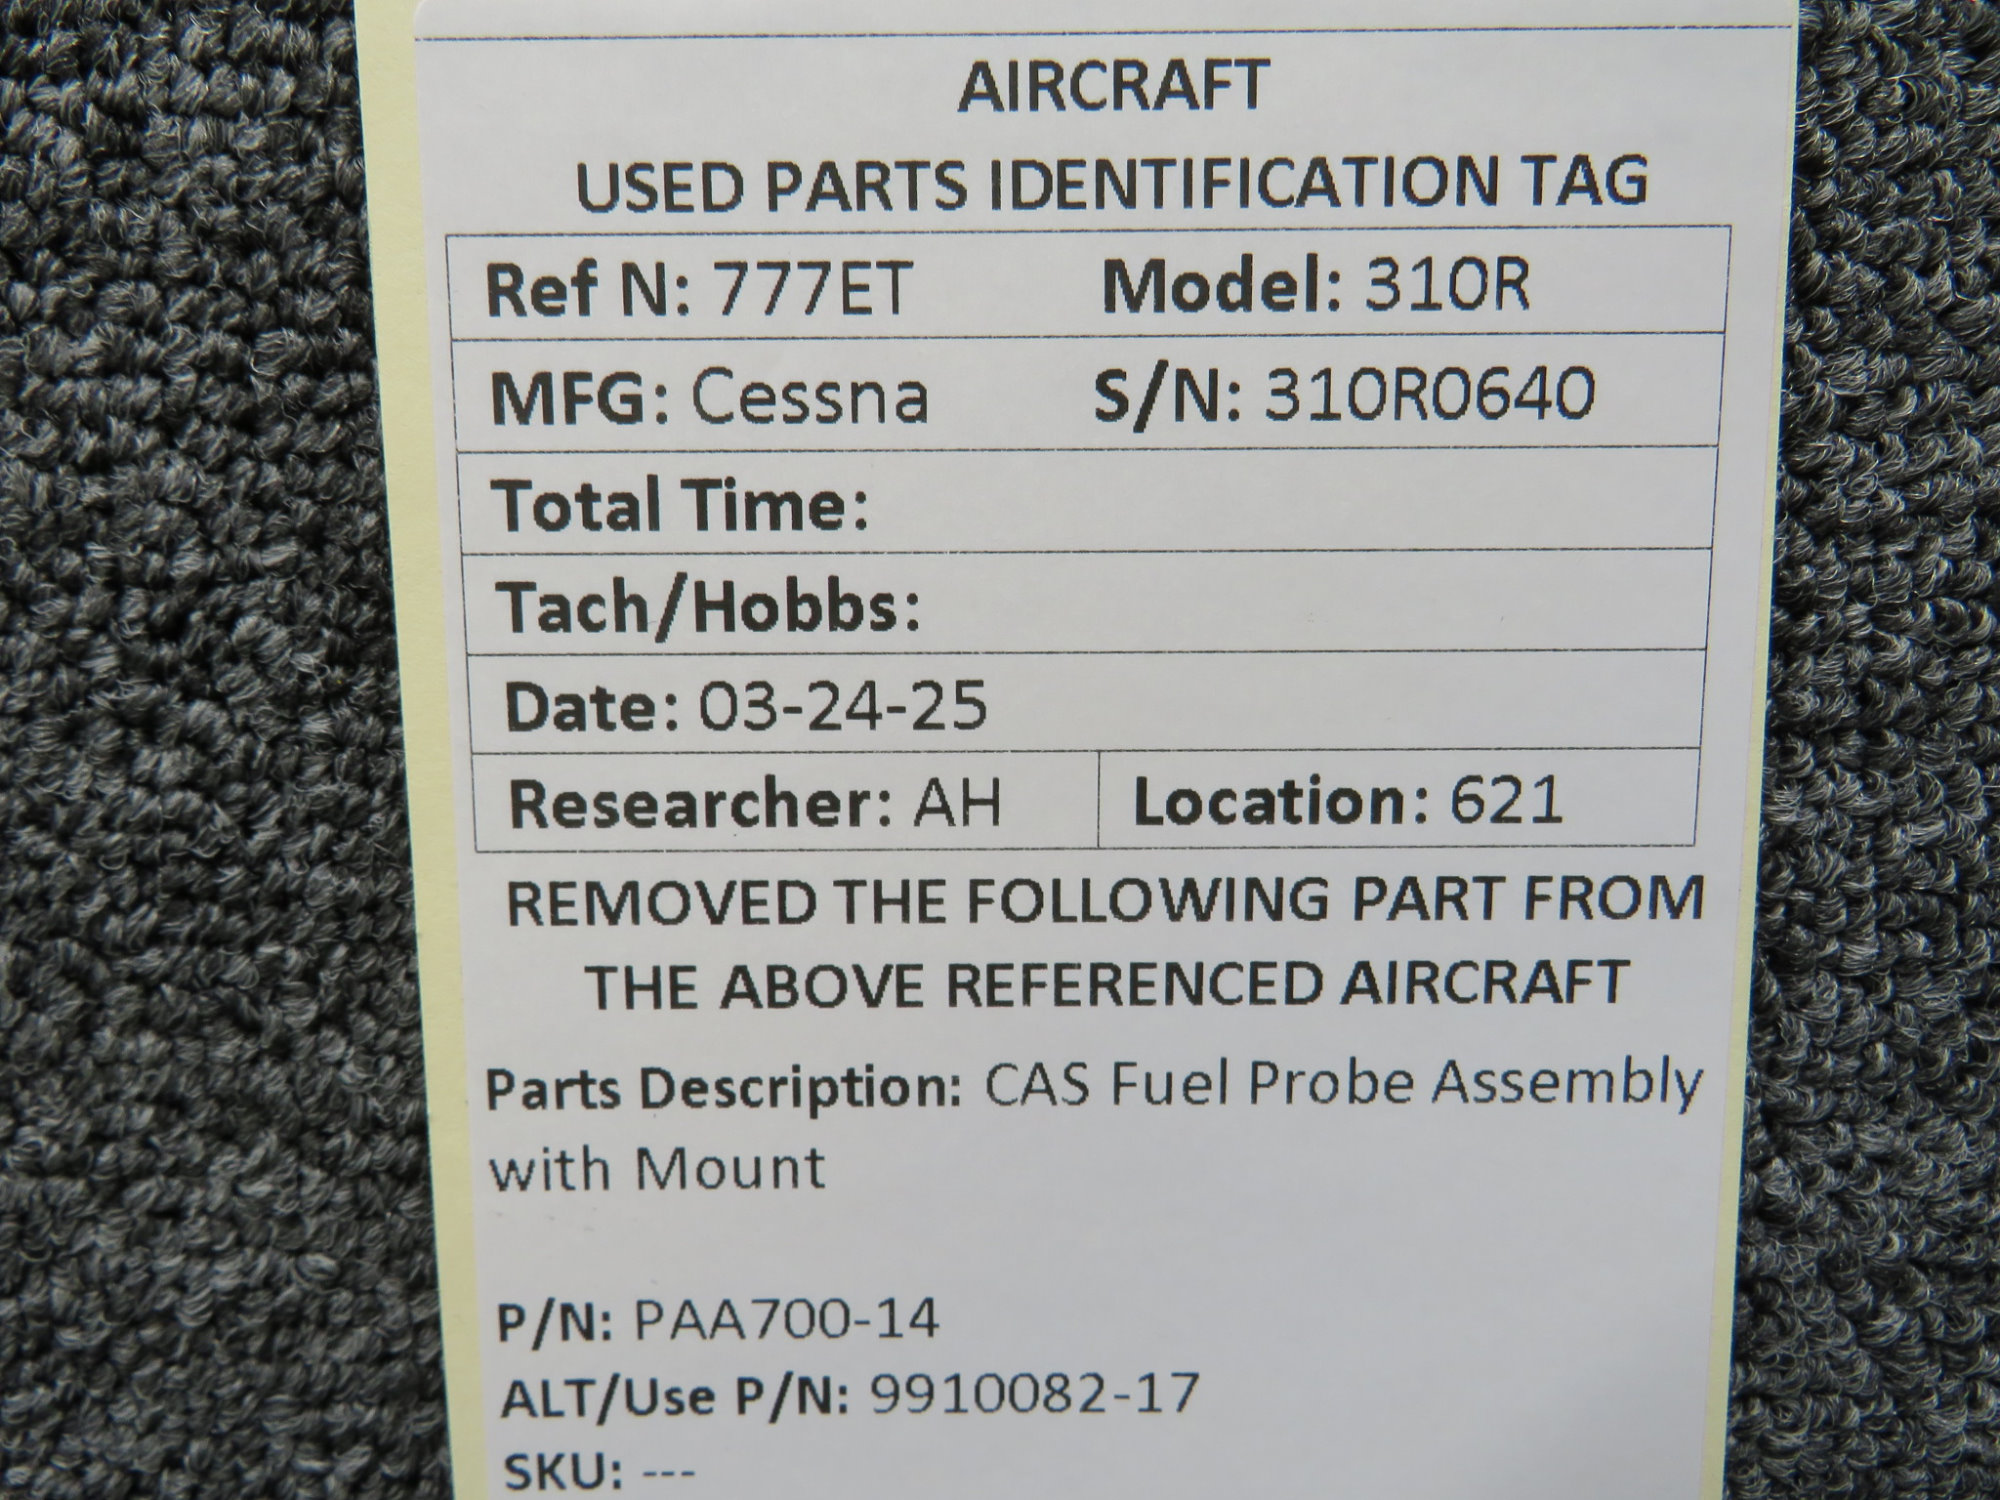 AIRCRAFT
USED PARTS IDENTIFICATION TAG
Ref N: 777ET Model: 310R
MFG: Cessna S/N: 310R0640
Total Time:
Tach/Hobbs:
Date: 03-24-25
Researcher: AH Location: 621
REMOVED THE FOLLOWING PART FROM
THE ABOVE REFERENCED AIRCRAFT
Parts Description: CAS Fuel Probe Assembly
with Mount
P/N: PAA700-14
ALT/Use P/N: 9910082-17
SKU: ---